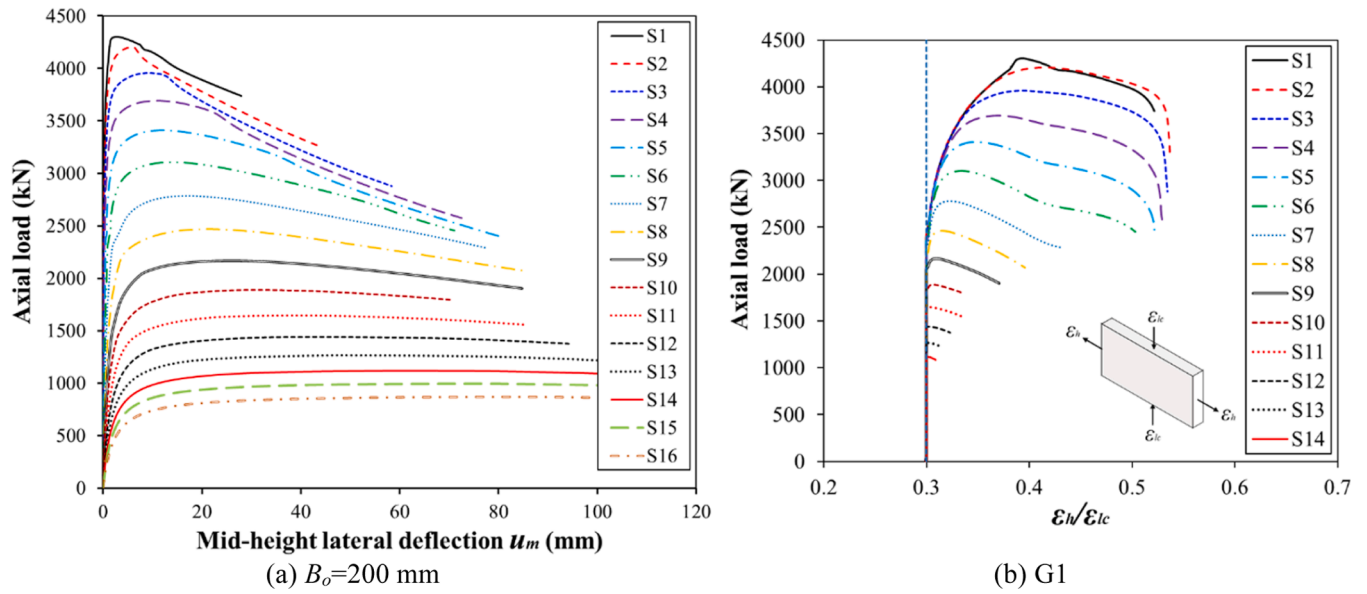 Axial load (kN)
4500
4000
3500
3000
2500
2000
1500
1000
500
0
0
20
40
60
80
100
120
Mid-height lateral deflection um (mm)
S1
S2
S3
S4
S5
S6
S7
S8
S9
S10
S11
S12
S13
S14
S15
S16
(a) Bo=200 mm
Axial load (kN)
4500
4000
3500
3000
2500
2000
1500
1000
500
0
0.2
0.3
0.4
0.5
0.6
0.7
εh/εlc
S1
S2
S3
S4
S5
S6
S7
S8
S9
S10
S11
S12
S13
S14
εlc
εh
εh
εlc
(b) G1